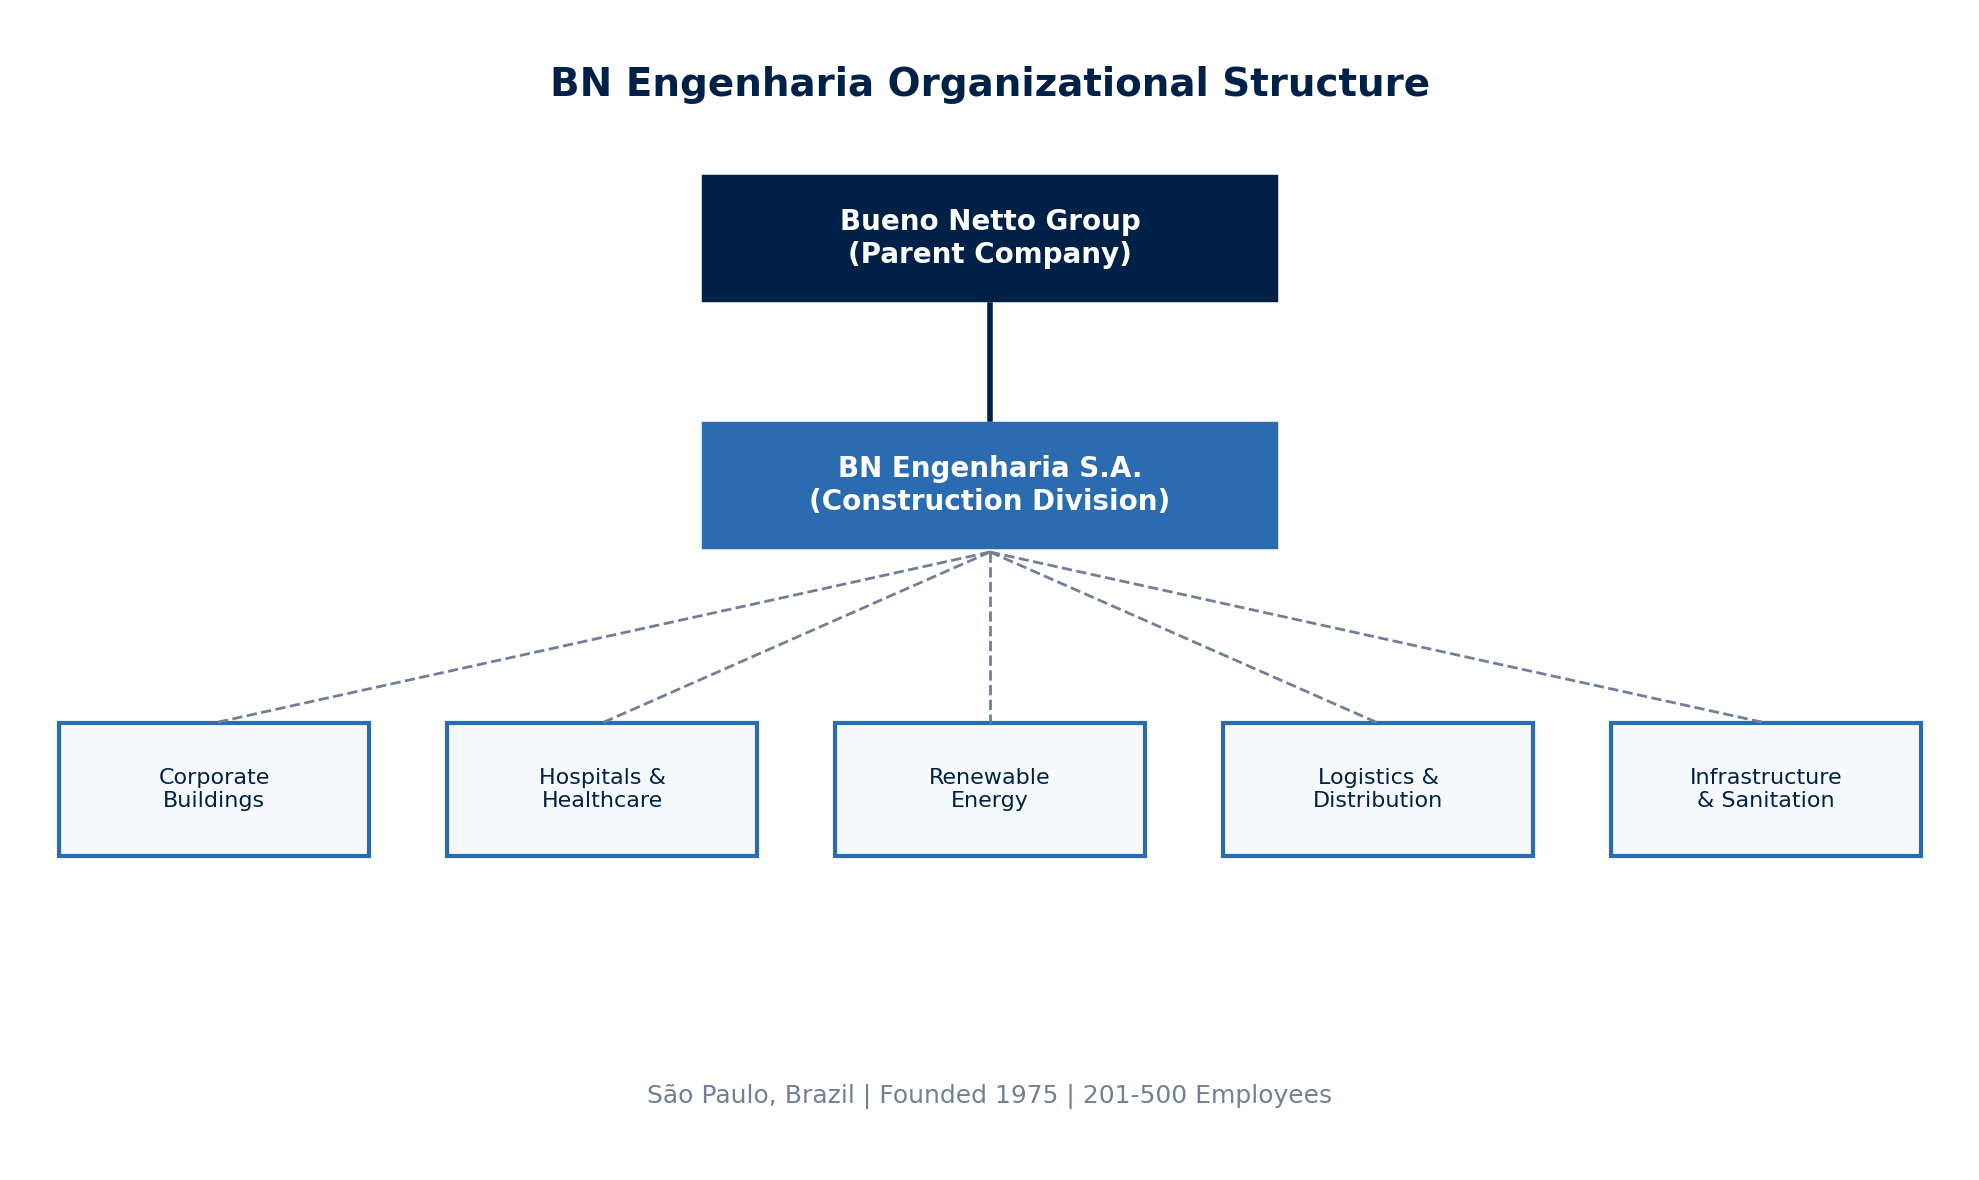 BN Engenharia Organizational Structure
Bueno Netto Group
(Parent Company)
BN Engenharia S.A.
(Construction Division)
Corporate
Buildings
Hospitals &
Healthcare
Renewable
Energy
Logistics &
Distribution
Infrastructure
& Sanitation
São Paulo, Brazil | Founded 1975 | 201-500 Employees